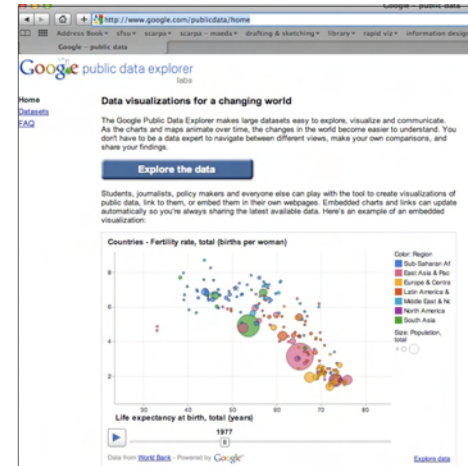 Google – public data
http://www.google.com/publicdata/home
Address Book▾ sfsu▾ scarpa▾ scarpa – maeda▾ drafting & sketching▾ library▾ rapid viz▾ information design
Google – public data
Google public data explorer
labs
Home
Datasets
FAQ
Data visualizations for a changing world
The Google Public Data Explorer makes large datasets easy to explore, visualize and communicate.
As the charts and maps animate over time, the changes in the world become easier to understand. You
don't have to be a data expert to navigate between different views, make your own comparisons, and
share your findings.
Explore the data
Students, journalists, policy makers and everyone else can play with the tool to create visualizations of
public data, link to them, or embed them in their own webpages. Embedded charts and links can update
automatically so you're always sharing the latest available data. Here's an example of an embedded
visualization:
Countries - Fertility rate, total (births per woman)
Color: Region
Sub-Saharan Af
East Asia & Pac
Europe & Centra
Latin America &
Middle East & No
North America
South Asia
Size: Population,
total
8
6
4
2
30 40 50 60 70 80
Life expectancy at birth, total (years)
1977
Data from World Bank - Powered by Google
Explore data